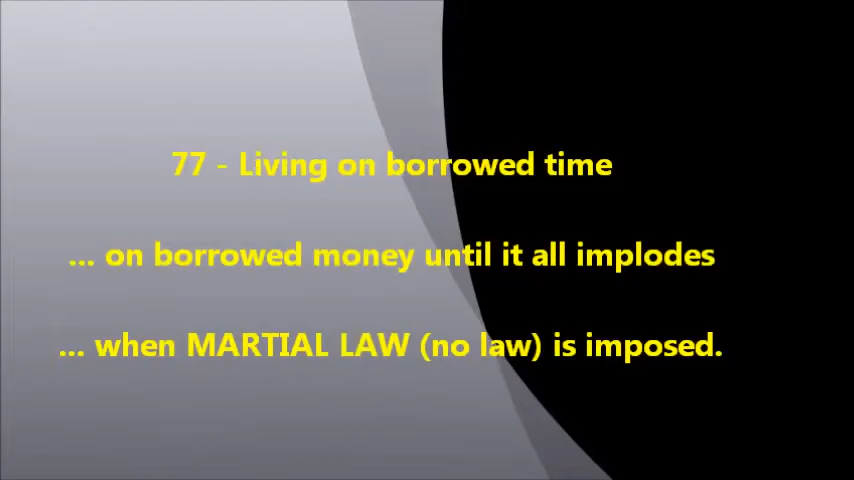 77 - Living on borrowed time
... on borrowed money until it all implodes
... when MARTIAL LAW (no law) is imposed.